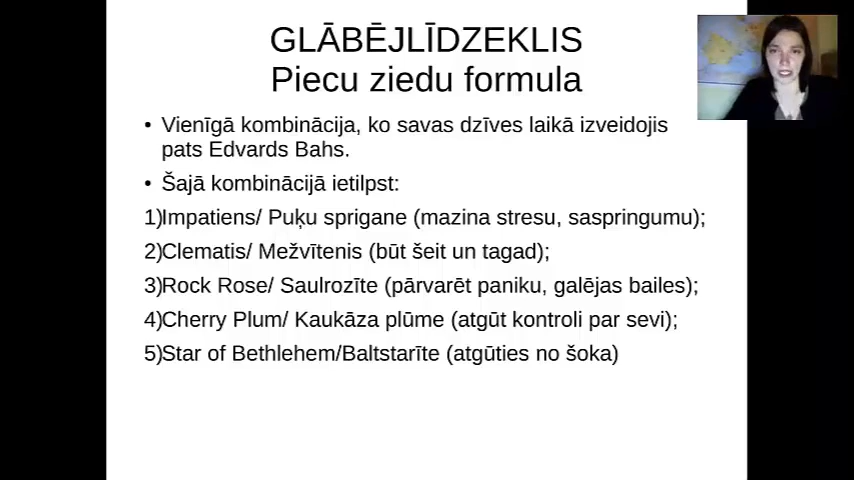 GLĀBĒJLĪDZEKLIS
Piecu ziedu formula
• Vienīgā kombinācija, ko savas dzīves laikā izveidojis
pats Edvards Bahs.
• Šajā kombinācijā ietilpst:
1)Impatiens/ Puķu sprigane (mazina stresu, saspringumu);
2)Clematis/ Mežvītenis (būt šeit un tagad);
3)Rock Rose/ Saulrozīte (pārvarēt paniku, galējas bailes);
4)Cherry Plum/ Kaukāza plūme (atgūt kontroli par sevi);
5)Star of Bethlehem/Baltstarīte (atgūties no šoka)